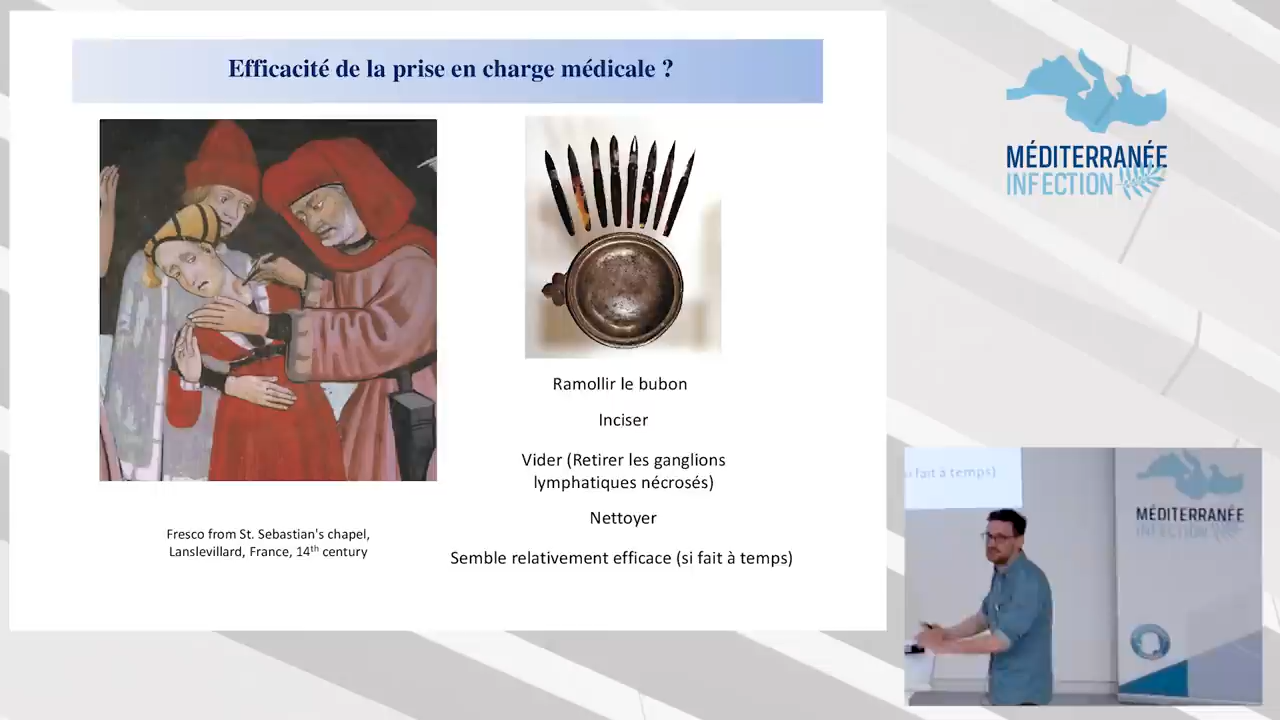 Efficacité de la prise en charge médicale ?
Ramollir le bubon
Inciser
Vider (Retirer les ganglions
lymphatiques nécrosés)
Nettoyer
Semble relativement efficace (si fait à temps)
Fresco from St. Sebastian's chapel,
Lanslevillard, France, 14th century
MÉDITERRANÉE
INFECTION
si fait à temps)
MÉDITERRANÉE
INFECTION